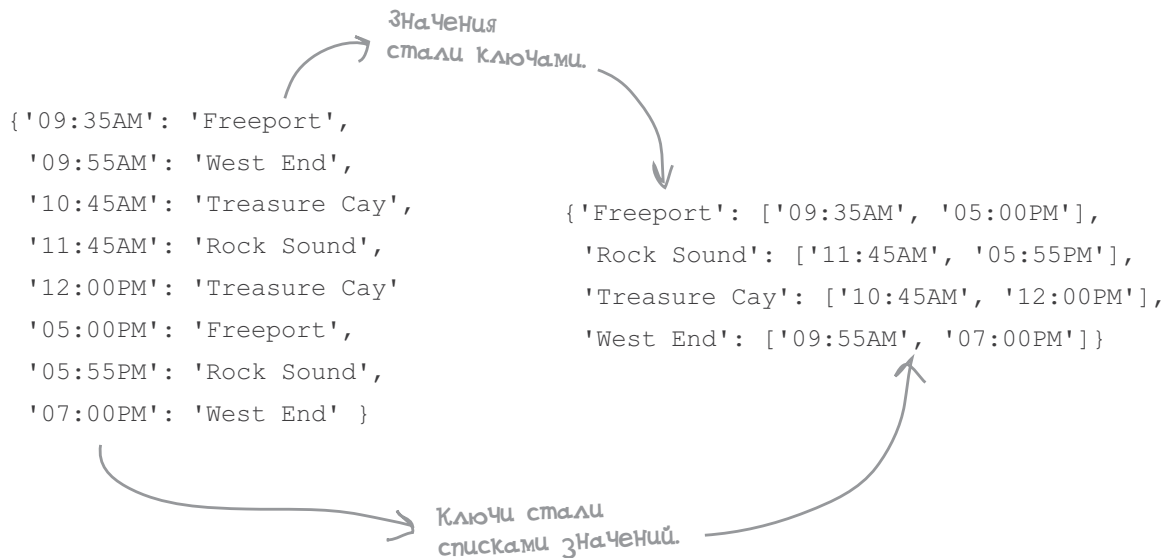 Значения
стали ключами.
{'09:35AM': 'Freeport',
'09:55AM': 'West End',
'10:45AM': 'Treasure Cay',
'11:45AM': 'Rock Sound',
'12:00PM': 'Treasure Cay'
'05:00PM': 'Freeport',
'05:55PM': 'Rock Sound',
'07:00PM': 'West End' }
{'Freeport': ['09:35AM', '05:00PM'],
'Rock Sound': ['11:45AM', '05:55PM'],
'Treasure Cay': ['10:45AM', '12:00PM'],
'West End': ['09:55AM', '07:00PM']}
Ключи стали
списками значений.